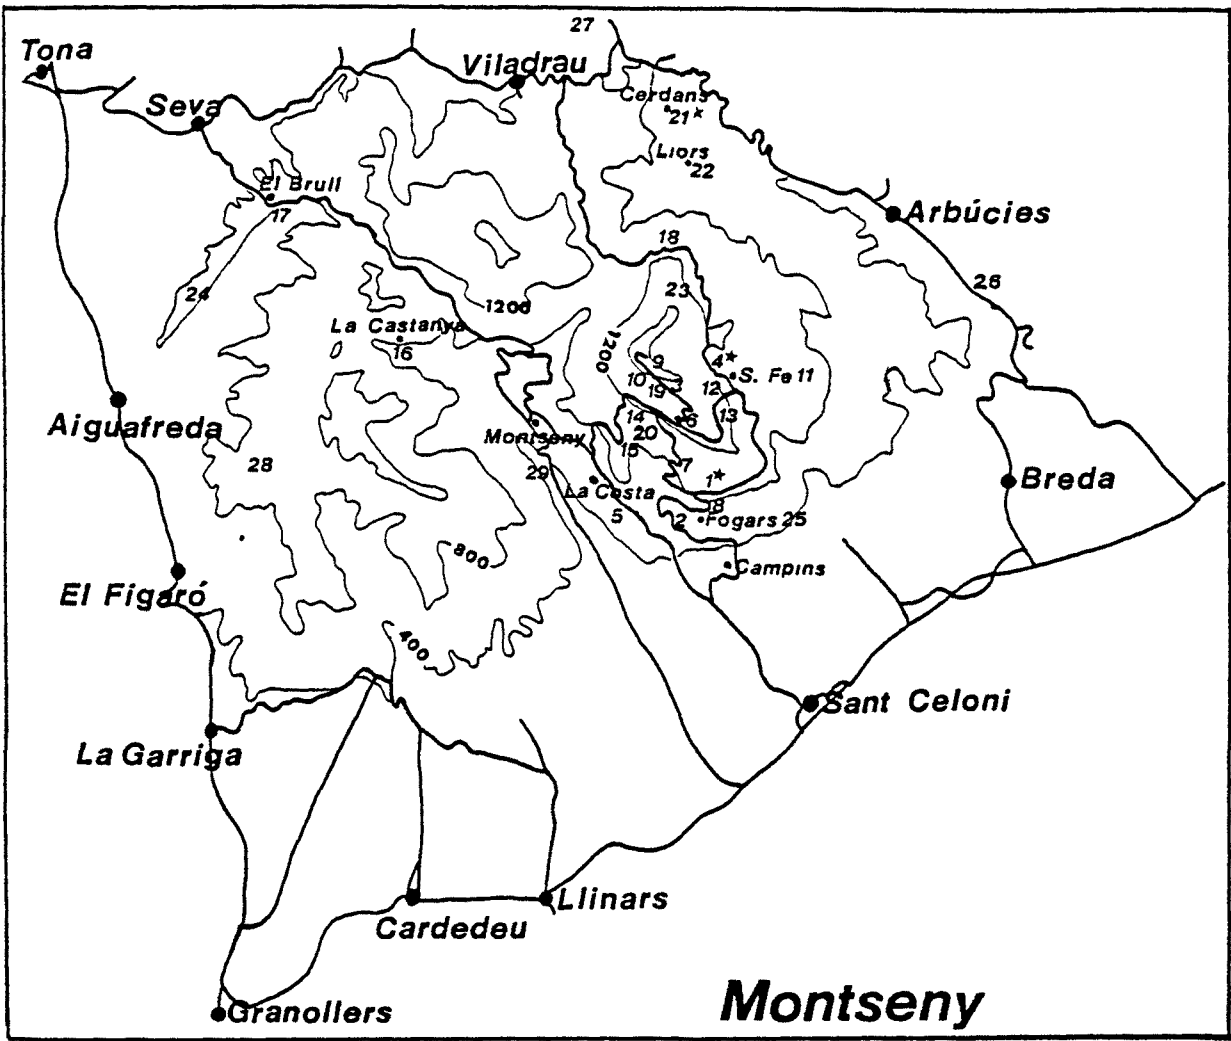 27
Tona
Viladrau
Cerdans
Seva
21
Liors
22
El Brull
17
Arbúcies
18
26
24
23
1200
La Castanya
1200
16
9
4
S. Fe 11
10
3
12
19
Aiguafreda
14
6
13
Montseny
20
15
28
7
29
1
La Costa
Breda
8
5
2
Fogars 25
800
Campins
El Figaró
400
Sant Celoni
La Garriga
Llinars
Cardedeu
Montseny
Granollers